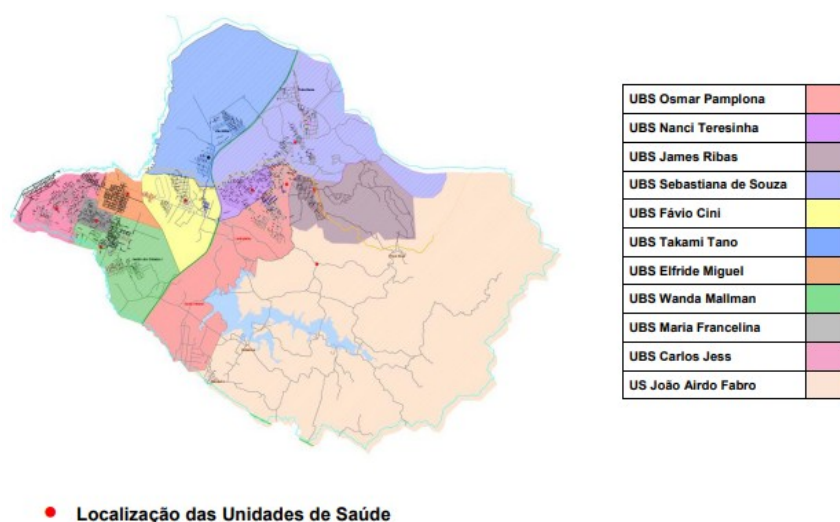 UBS Osmar Pamplona
UBS Nanci Teresinha
UBS James Ribas
UBS Sebastiana de Souza
UBS Fávio Cini
UBS Takami Tano
UBS Elfride Miguel
UBS Wanda Mallman
UBS Maria Francelina
UBS Carlos Jess
US João Airdo Fabro
Localização das Unidades de Saúde